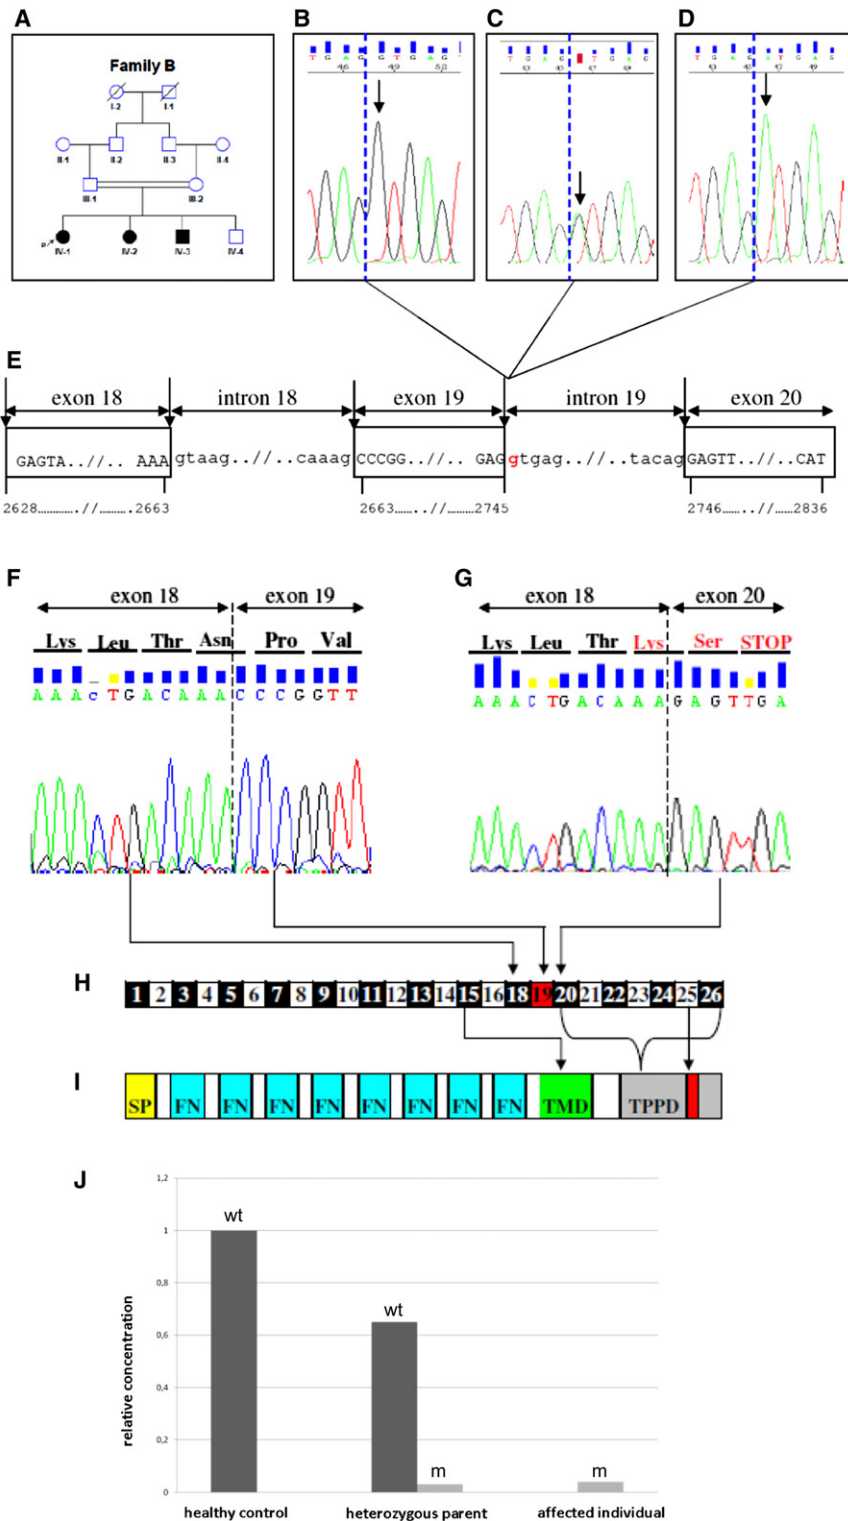 A
B
C
D
Family B
I-2 I-1
II-1 II-2 II-3 II-4
III-1 III-2
P
IV-1 IV-2 IV-3 IV-4
T G A G G T G A G T
T G A G T G A G
T G A G A T G A G
E
exon 18 intron 18 exon 19 intron 19 exon 20
GAGTA..//.. AAA gtaag..//..caaag CCCGG..//.. GAG gtgag..//..tacag GAGTT..//..CAT
2628............//..........2663 2663........//.........2745 2746......//......2836
F
exon 18 exon 19
Lys Leu Thr Asn Pro Val
A A A c T G A C A A A C C C G G T T
G
exon 18 exon 20
Lys Leu Thr Lys Ser STOP
A A A C T G A C A A A G A G T T G A
H
1 2 3 4 5 6 7 8 9 10 11 12 13 14 15 16 18 19 20 21 22 23 24 25 26
I
SP FN FN FN FN FN FN FN FN TMD TPPD
J
relative concentration
1,2
1
0,8
0,6
0,4
0,2
0
wt
wt
m
m
healthy control heterozygous parent affected individual